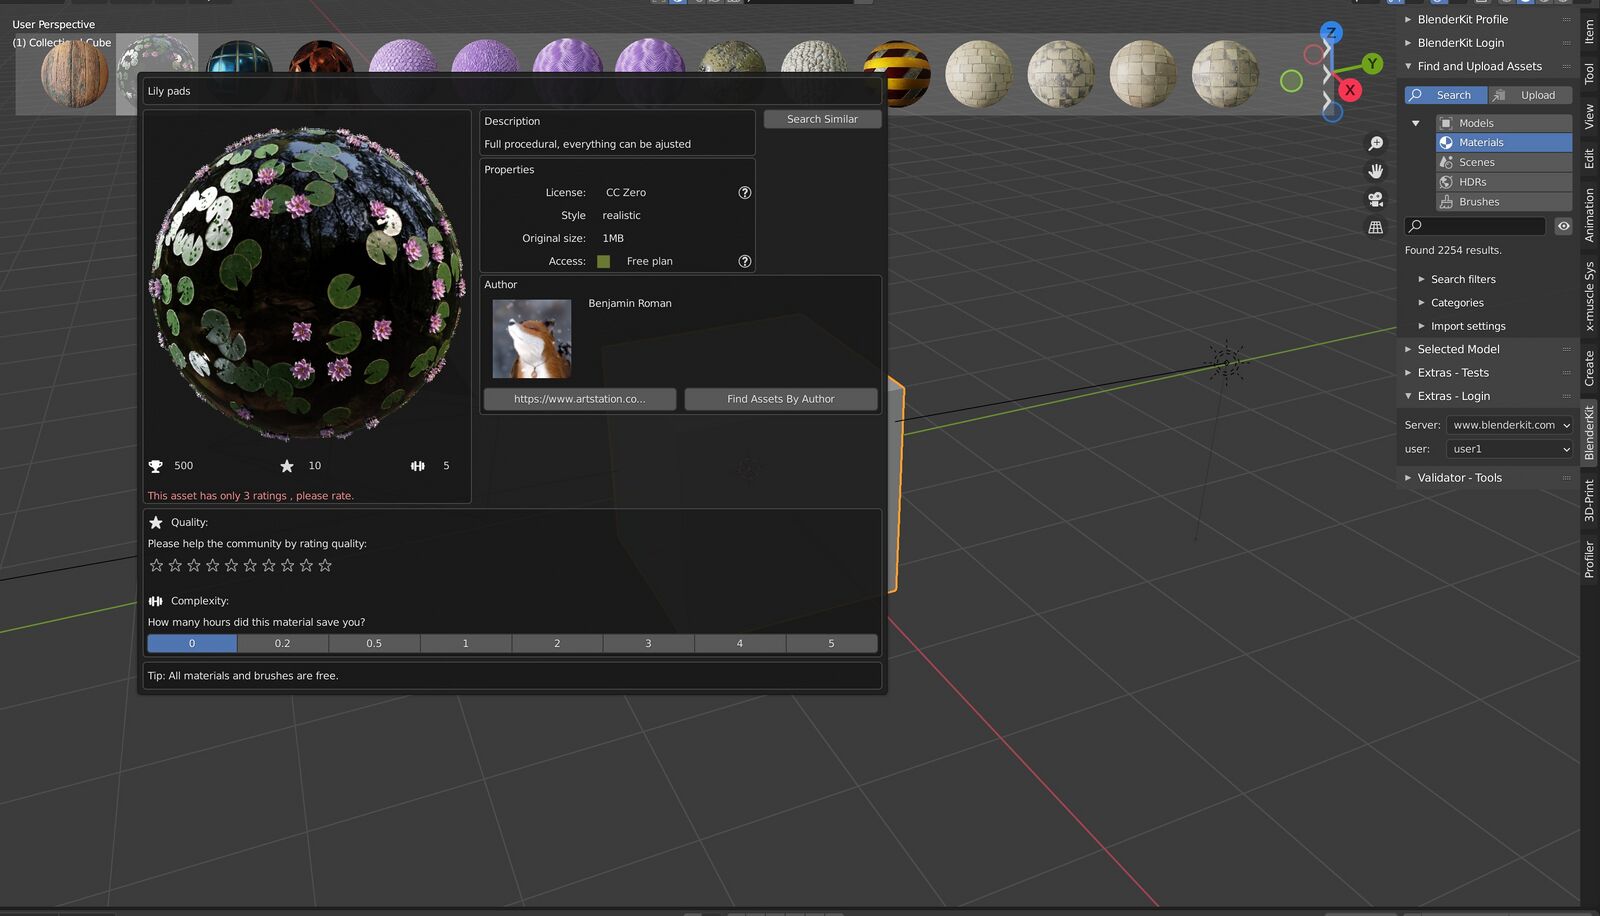 User Perspective
(1) Collection | Cube
Lily pads
Description
Search Similar
Full procedural, everything can be ajusted
Properties
License: CC Zero
Style realistic
Original size: 1MB
Access: Free plan
Author
Benjamin Roman
https://www.artstation.co...
Find Assets By Author
500 10 5
This asset has only 3 ratings , please rate.
Quality:
Please help the community by rating quality:
Complexity:
How many hours did this material save you?
0 0.2 0.5 1 2 3 4 5
Tip: All materials and brushes are free.
Z
Y
X
BlenderKit Profile
BlenderKit Login
Find and Upload Assets
Search Upload
Models
Materials
Scenes
HDRs
Brushes
Found 2254 results.
Search filters
Categories
Import settings
Selected Model
Extras - Tests
Extras - Login
Server: www.blenderkit.com
user: user1
Validator - Tools
Item
Tool
View
Edit
Animation
x-muscle Sys
Create
BlenderKit
3D-Print
Profiler